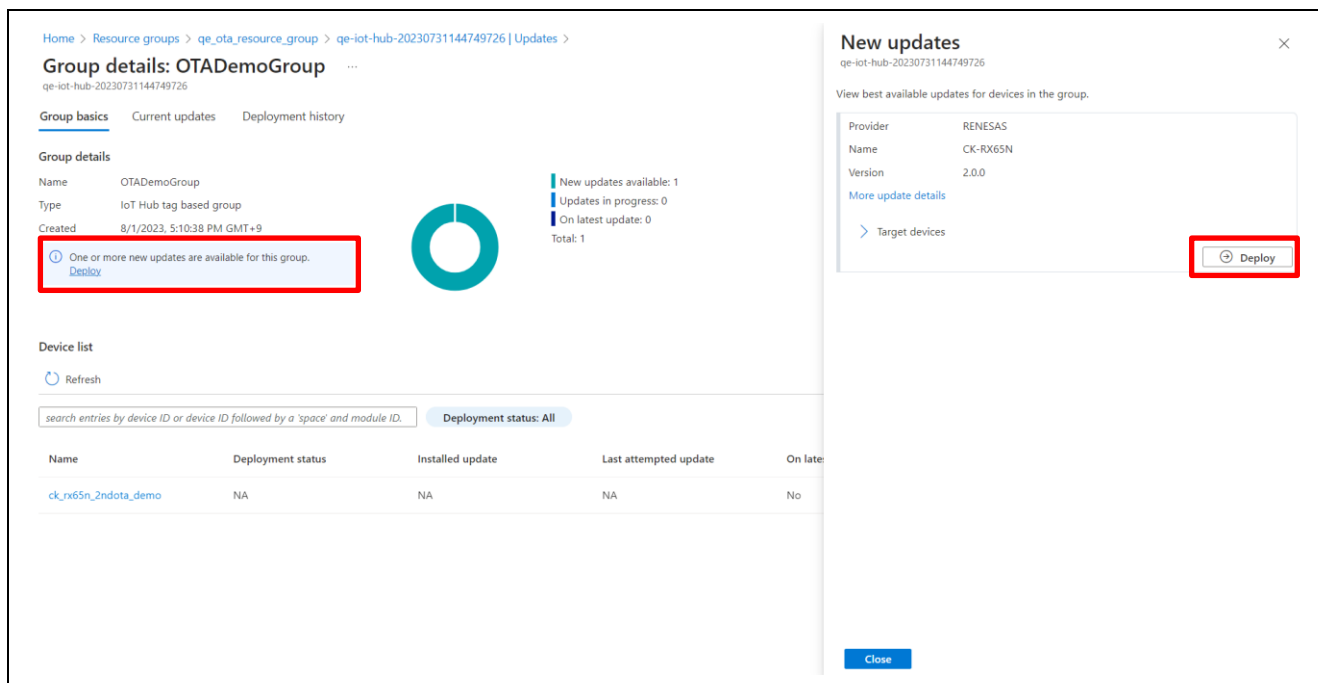 Home > Resource groups > qe_ota_resource_group > qe-iot-hub-20230731144749726 | Updates >
Group details: OTADemoGroup ...
qe-iot-hub-20230731144749726
Group basics Current updates Deployment history
Group details
Name OTADemoGroup
Type IoT Hub tag based group
Created 8/1/2023, 5:10:38 PM GMT+9
One or more new updates are available for this group.
Deploy
New updates available: 1
Updates in progress: 0
On latest update: 0
Total: 1
Device list
Refresh
search entries by device ID or device ID followed by a 'space' and module ID. Deployment status: All
Name Deployment status Installed update Last attempted update On late
ck_rx65n_2ndota_demo NA NA NA No
New updates
qe-iot-hub-20230731144749726
View best available updates for devices in the group.
Provider RENESAS
Name CK-RX65N
Version 2.0.0
More update details
Target devices
Deploy
Close